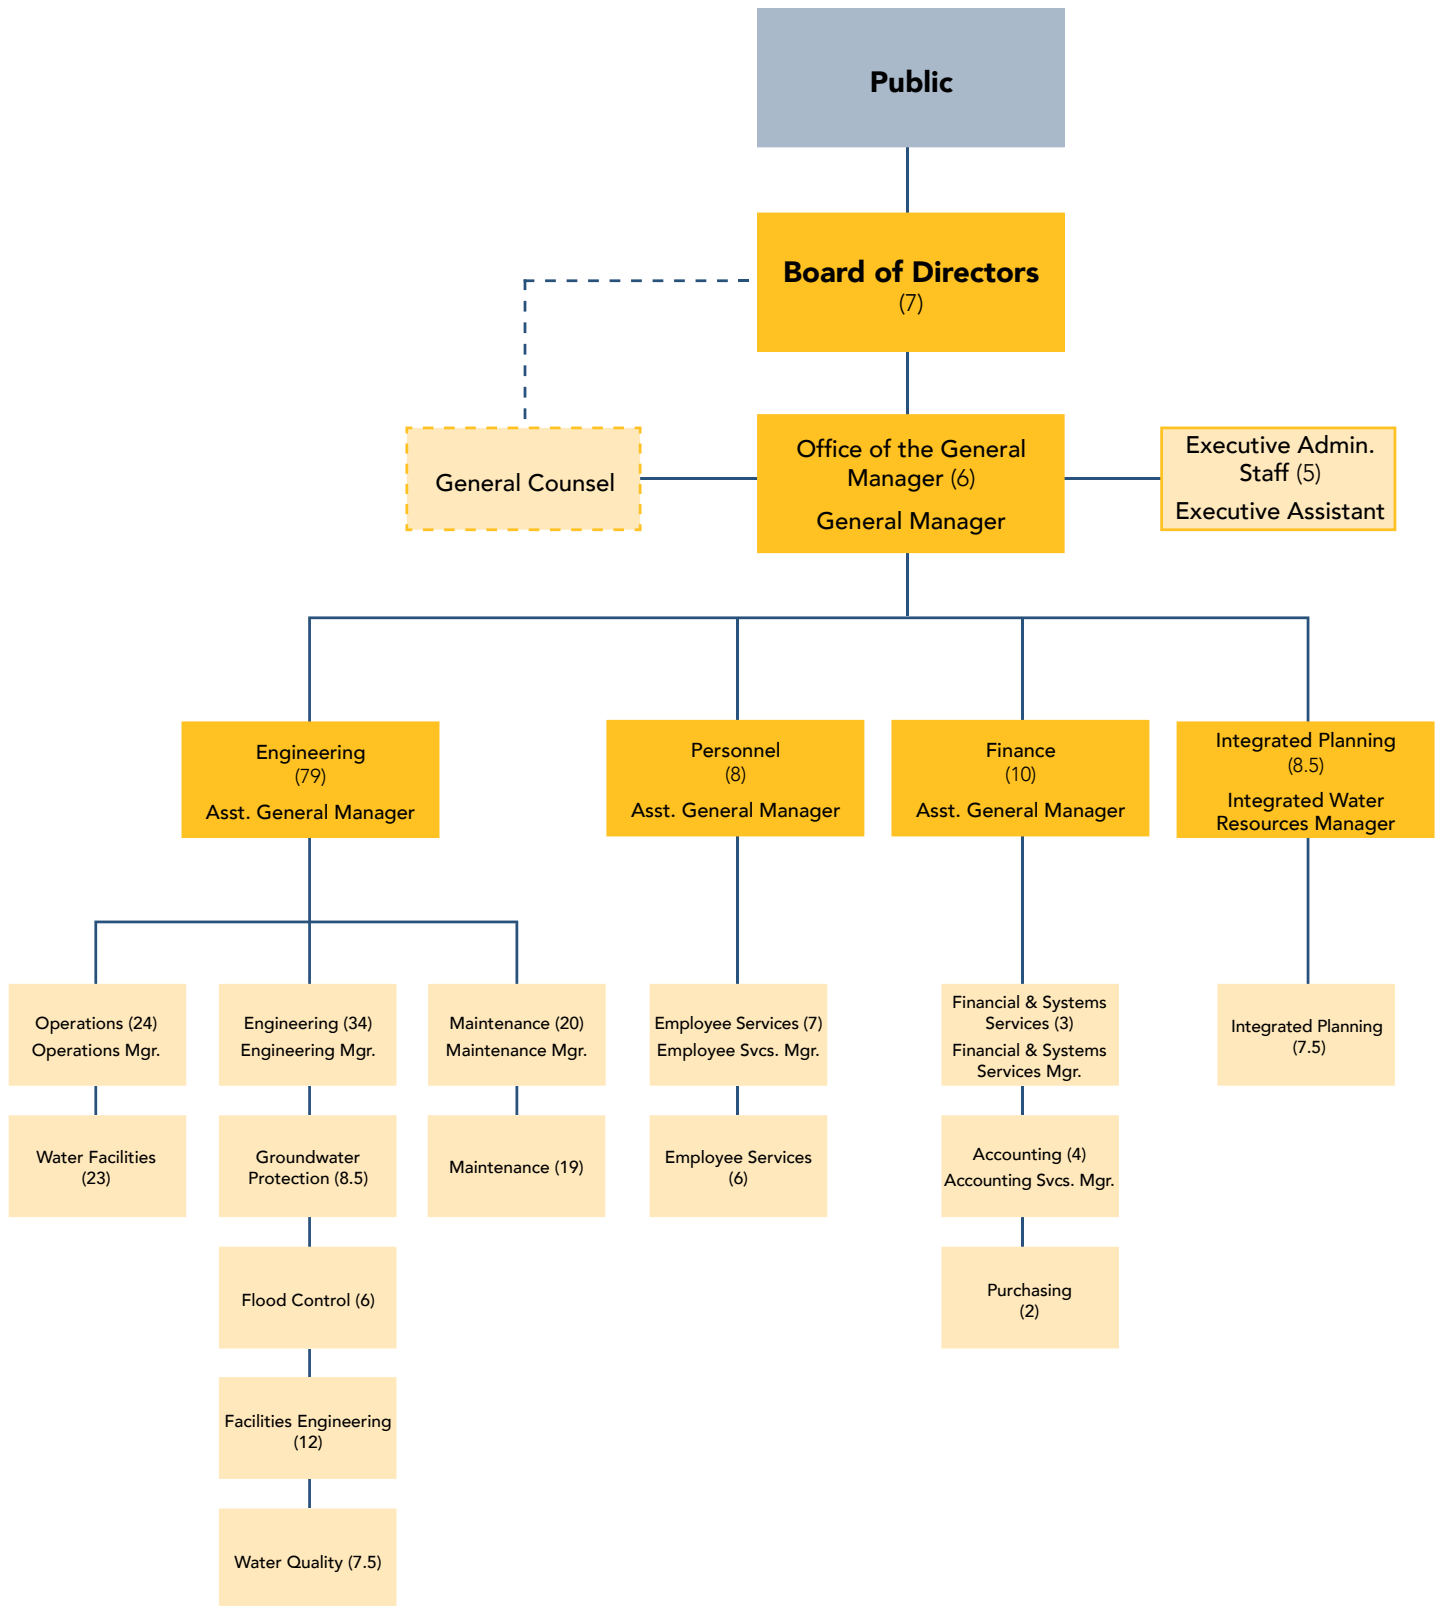 Public
Board of Directors
(7)
General Counsel
Office of the General
Manager (6)
General Manager
Executive Admin.
Staff (5)
Executive Assistant
Engineering
(79)
Asst. General Manager
Personnel
(8)
Asst. General Manager
Finance
(10)
Asst. General Manager
Integrated Planning
(8.5)
Integrated Water
Resources Manager
Operations (24)
Operations Mgr.
Engineering (34)
Engineering Mgr.
Maintenance (20)
Maintenance Mgr.
Employee Services (7)
Employee Svcs. Mgr.
Financial & Systems
Services (3)
Financial & Systems
Services Mgr.
Integrated Planning
(7.5)
Water Facilities
(23)
Groundwater
Protection (8.5)
Maintenance (19)
Employee Services
(6)
Accounting (4)
Accounting Svcs. Mgr.
Flood Control (6)
Purchasing
(2)
Facilities Engineering
(12)
Water Quality (7.5)